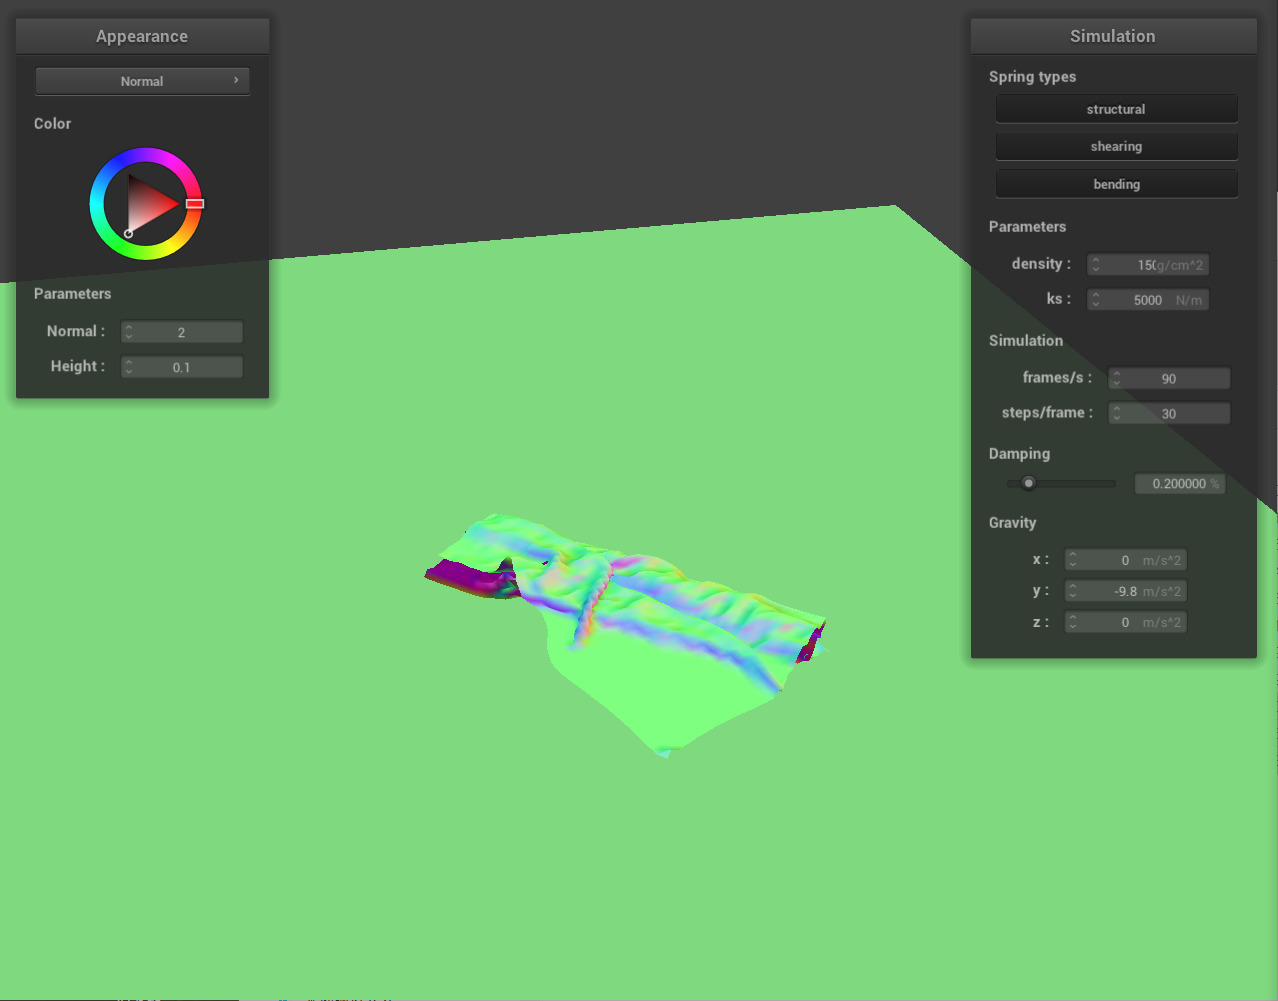 Appearance
Normal
Color
Parameters
Normal :
2
Height :
0.1
Simulation
Spring types
structural
shearing
bending
Parameters
density :
150 g/cm^2
ks :
5000 N/m
Simulation
frames/s :
90
steps/frame :
30
Damping
0.200000 %
Gravity
x :
0 m/s^2
y :
-9.8 m/s^2
z :
0 m/s^2